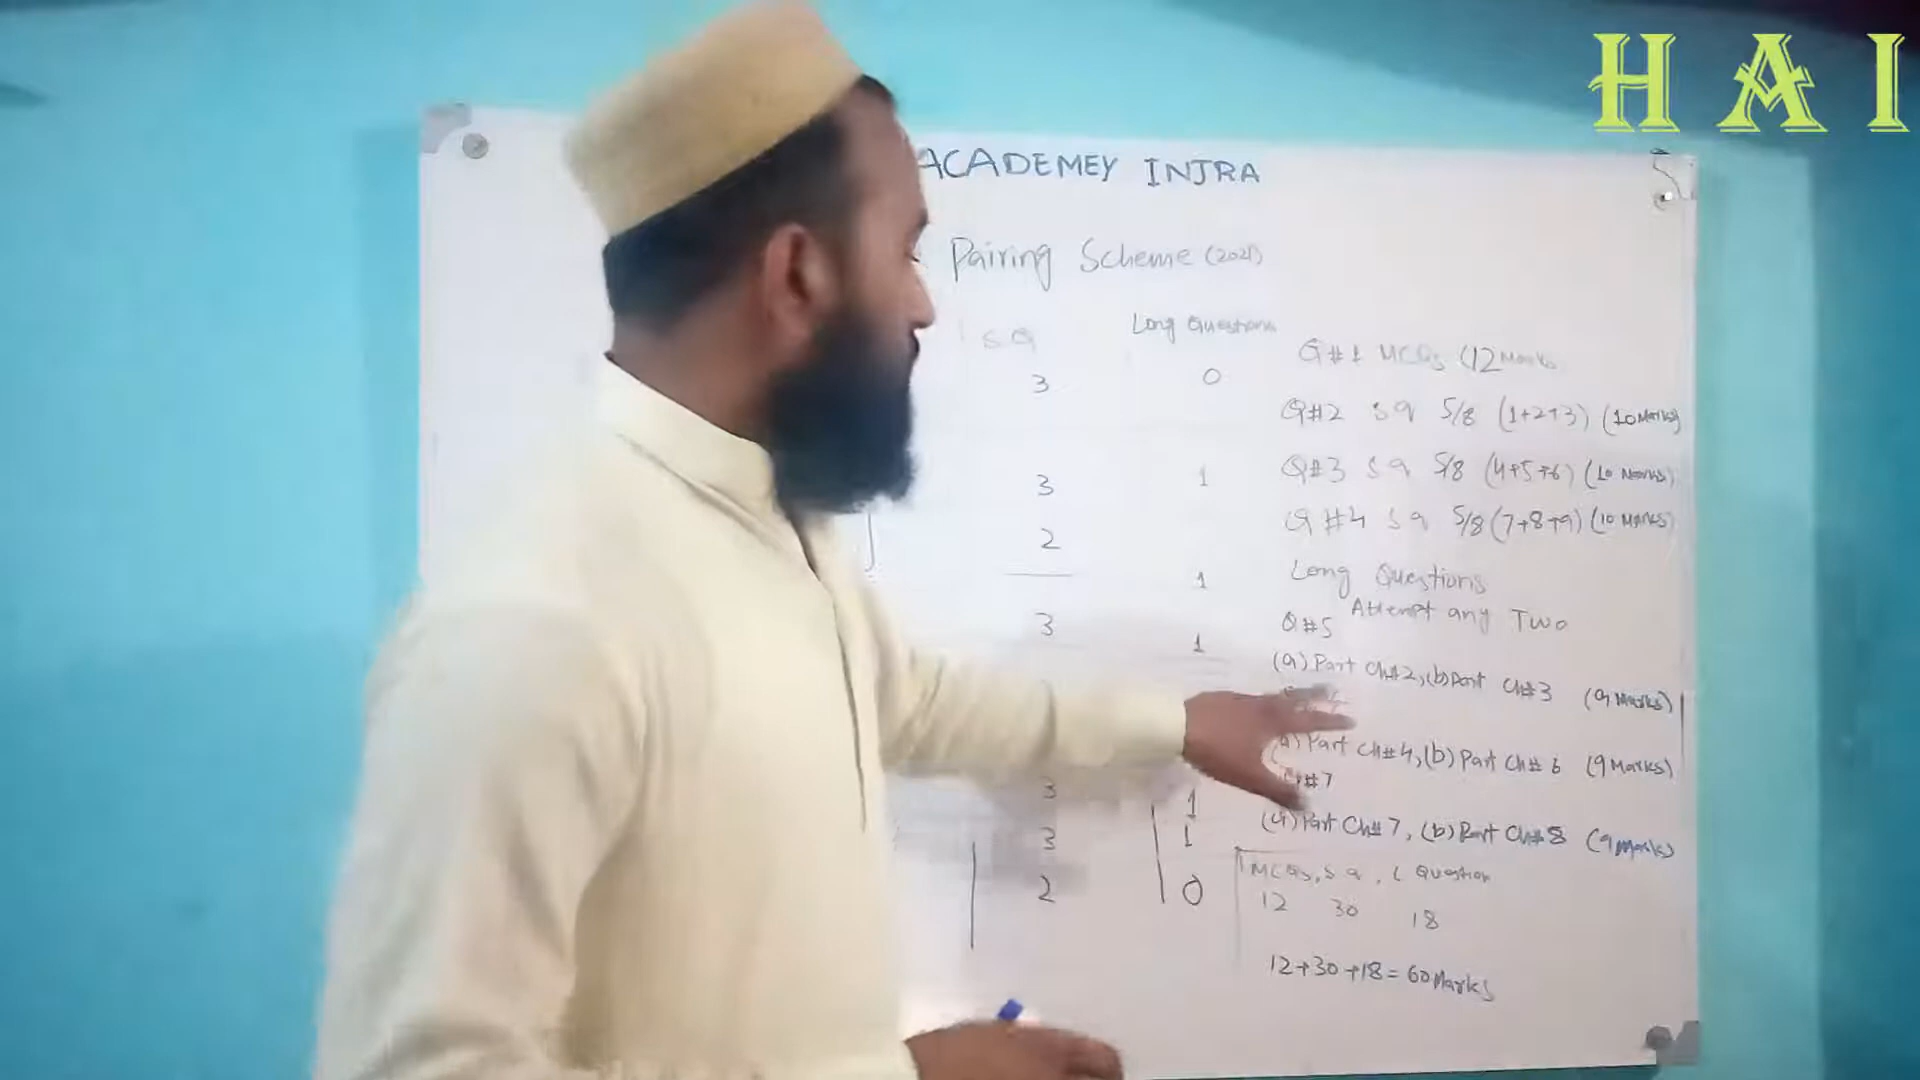 H A I
ACADEMEY INJRA
Pairing Scheme (2021)
S Q Long Questions
3 0
3 1
2
1
3
1
3 1
3 1
2 0
Q#1 MCQs (12 Marks
Q#2 s q 5/8 (1+2+3) (10 Marks)
Q#3 s q 5/8 (4+5+6) (10 Marks)
Q#4 s q 5/8 (7+8+9) (10 Marks)
Long Questions
Attempt any Two
Q#5
(a) Part Ch#2, (b) Part Ch#3 (9 Marks)
(a) Part Ch#4, (b) Part Ch#6 (9 Marks)
Q#7
(a) Part Ch#7, (b) Part Ch#8 (9 Marks)
MCQs, s q, L Question
12 30 18
12+30+18=60 Marks